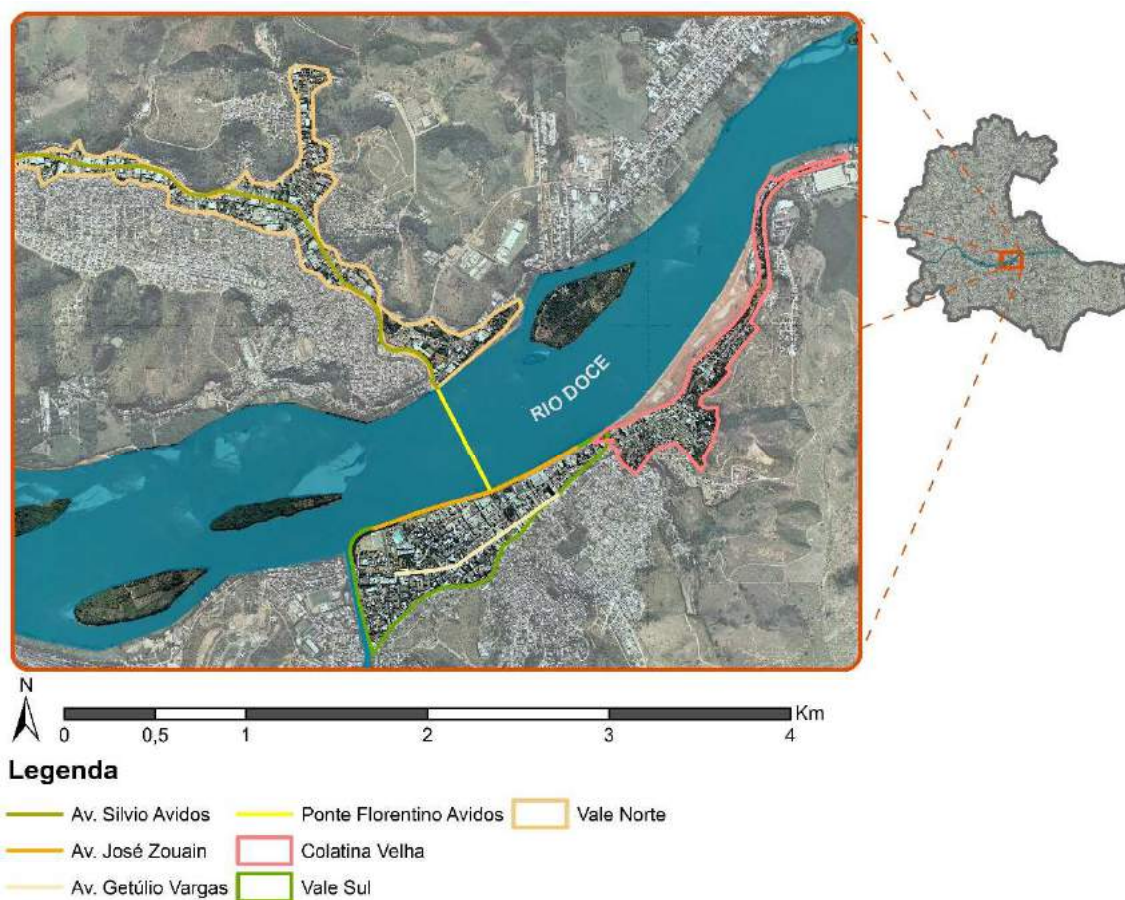 RIO DOCE
N
Km
0 0,5 1 2 3 4
Legenda
Av. Silvio Avidos
Ponte Florentino Avidos
Vale Norte
Av. José Zouain
Colatina Velha
Av. Getúlio Vargas
Vale Sul